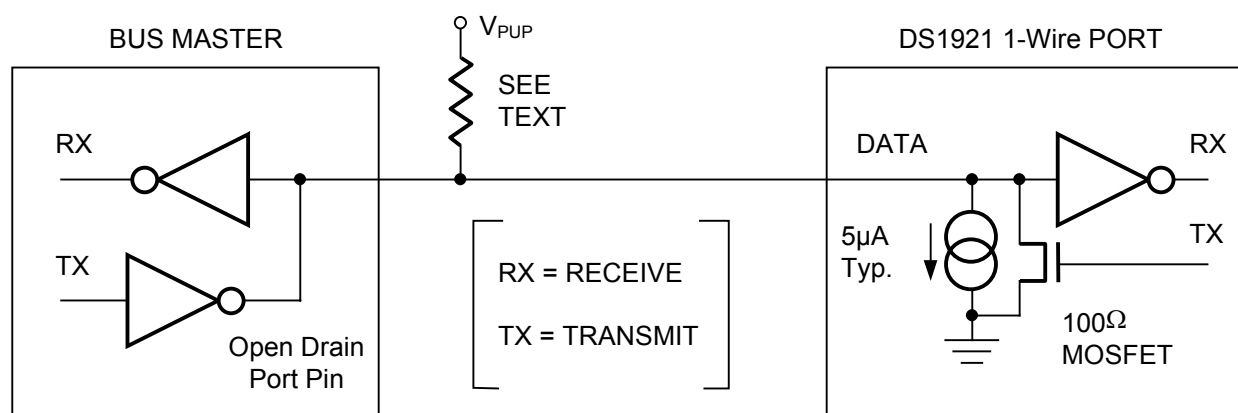 BUS MASTER
V_PUP
DS1921 1-Wire PORT
SEE
TEXT
RX
DATA
RX
TX
5µA
Typ.
TX
RX = RECEIVE
TX = TRANSMIT
Open Drain
Port Pin
100Ω
MOSFET